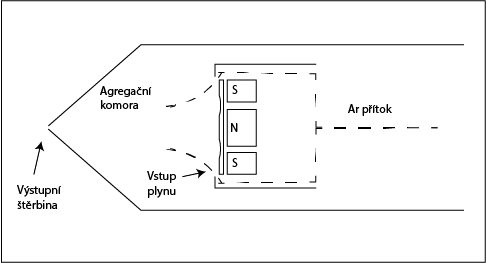 Agregační
komora
S
N
S
Ar přítok
Vstup
plynu
Výstupní
štěrbina